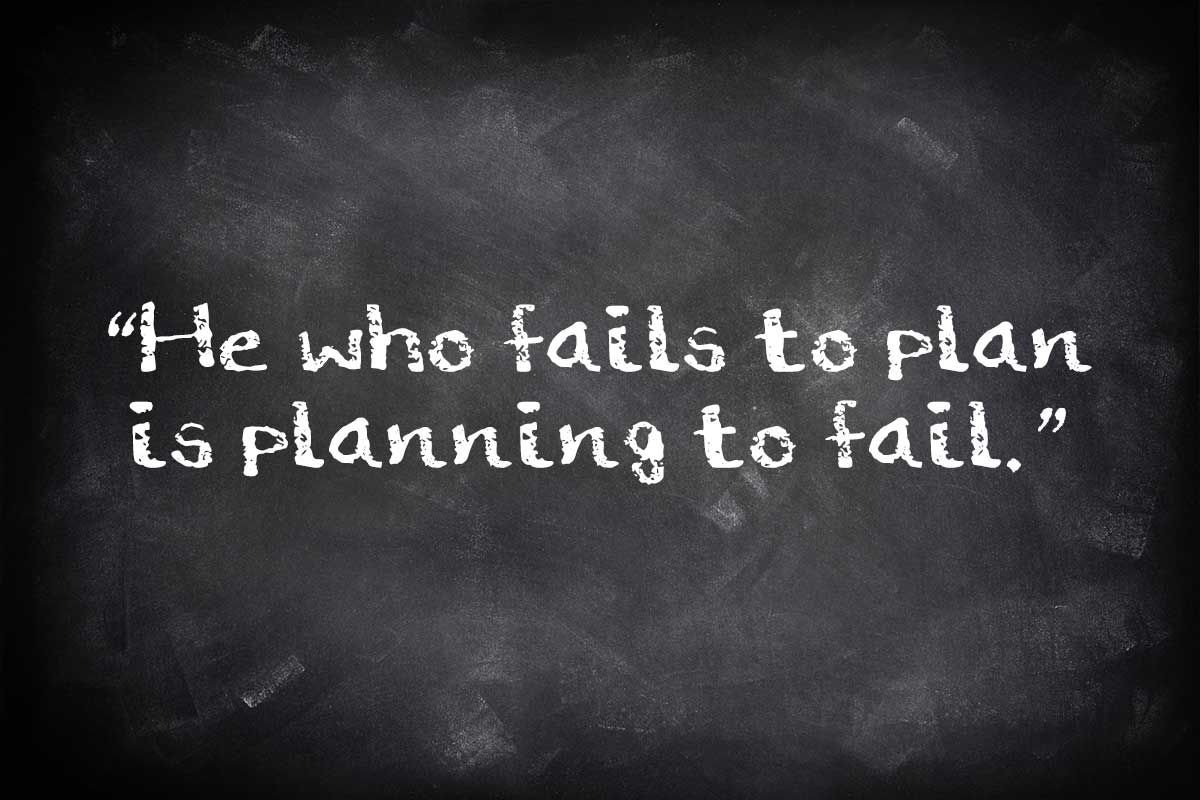 “He who fails to plan
is planning to fail.”